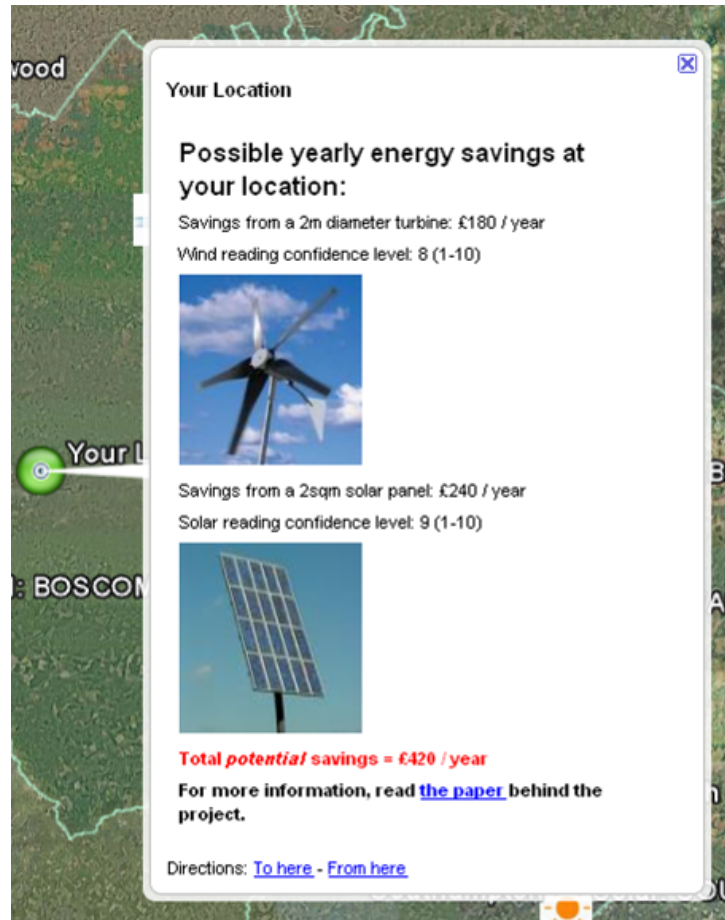 wood
Your Location
Possible yearly energy savings at
your location:
Savings from a 2m diameter turbine: £180 / year
Wind reading confidence level: 8 (1-10)
Your L
Savings from a 2sqm solar panel: £240 / year
Solar reading confidence level: 9 (1-10)
: BOSCOM
Total potential savings = £420 / year
For more information, read the paper behind the
project.
Directions: To here - From here